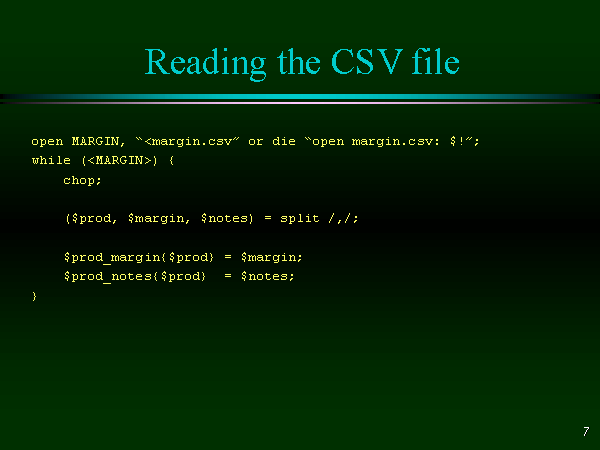 Reading the CSV file
open MARGIN, “<margin.csv” or die “open margin.csv: $!”;
while (<MARGIN>) {
    chop;
    ($prod, $margin, $notes) = split /,/;
    $prod_margin{$prod} = $margin;
    $prod_notes{$prod}  = $notes;
}
7